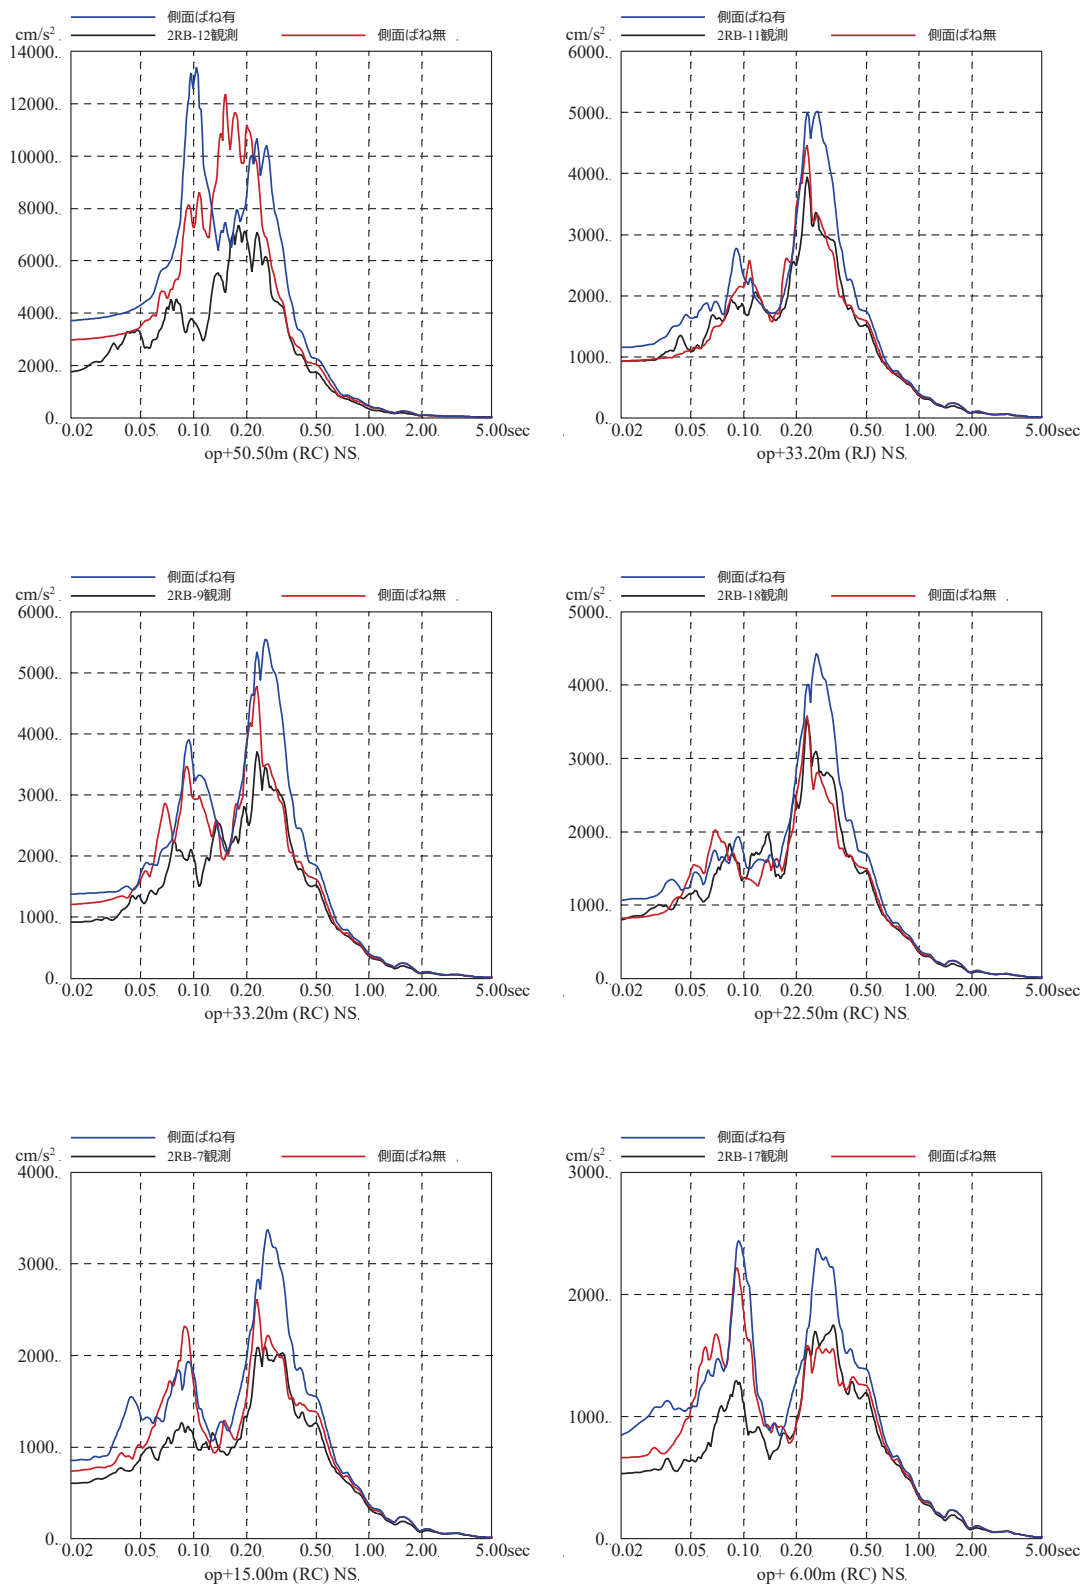 側面ばね有
cm/s² 2RB-12観測 側面ばね無
14000.
12000.
10000.
8000.
6000.
4000.
2000.
0.
0.02 0.05 0.10 0.20 0.50 1.00 2.00 5.00sec
op+50.50m (RC) NS
側面ばね有
cm/s² 2RB-11観測 側面ばね無
6000.
5000.
4000.
3000.
2000.
1000.
0.
0.02 0.05 0.10 0.20 0.50 1.00 2.00 5.00sec
op+33.20m (RJ) NS
側面ばね有
cm/s² 2RB-9観測 側面ばね無
6000.
5000.
4000.
3000.
2000.
1000.
0.
0.02 0.05 0.10 0.20 0.50 1.00 2.00 5.00sec
op+33.20m (RC) NS
側面ばね有
cm/s² 2RB-18観測 側面ばね無
5000.
4000.
3000.
2000.
1000.
0.
0.02 0.05 0.10 0.20 0.50 1.00 2.00 5.00sec
op+22.50m (RC) NS
側面ばね有
cm/s² 2RB-7観測 側面ばね無
4000.
3000.
2000.
1000.
0.
0.02 0.05 0.10 0.20 0.50 1.00 2.00 5.00sec
op+15.00m (RC) NS
側面ばね有
cm/s² 2RB-17観測 側面ばね無
3000.
2000.
1000.
0.
0.02 0.05 0.10 0.20 0.50 1.00 2.00 5.00sec
op+ 6.00m (RC) NS